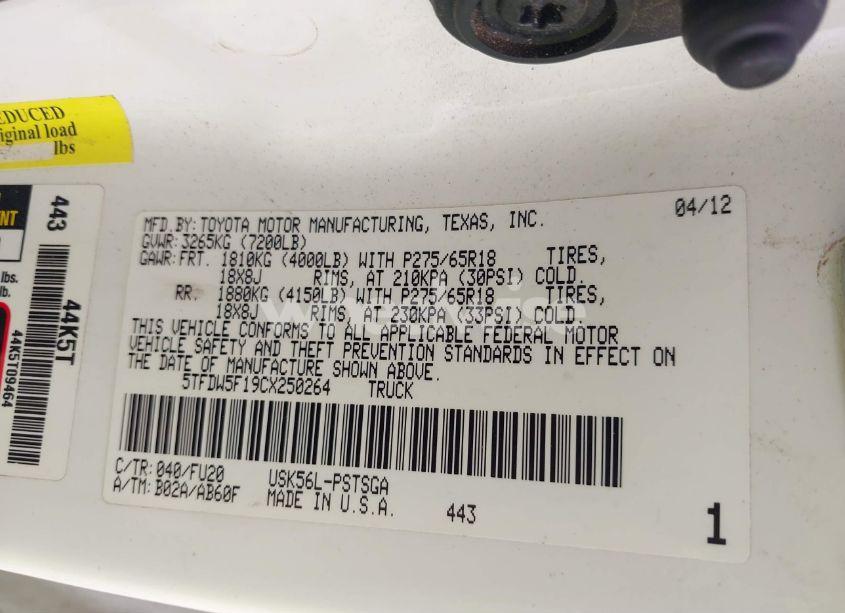 EDUCED
iginal load
lbs
NT
lbs.
lb.
443
44K5T
44K5T09464
04/12
MFD.BY: TOYOTA MOTOR MANUFACTURING, TEXAS, INC.
GVWR: 3265KG (7200LB)
GAWR: FRT. 1810KG (4000LB) WITH P275/65R18 TIRES,
18X8J RIMS, AT 210KPA (30PSI) COLD.
RR. 1880KG (4150LB) WITH P275/65R18 TIRES,
18X8J RIMS, AT 230KPA (33PSI) COLD.
THIS VEHICLE CONFORMS TO ALL APPLICABLE FEDERAL MOTOR
VEHICLE SAFETY AND THEFT PREVENTION STANDARDS IN EFFECT ON
THE DATE OF MANUFACTURE SHOWN ABOVE.
5TFDW5F19CX250264 TRUCK
C/TR: 040/FU20 USK56L-PSTSGA
A/TM: B02A/AB60F MADE IN U.S.A. 443
1